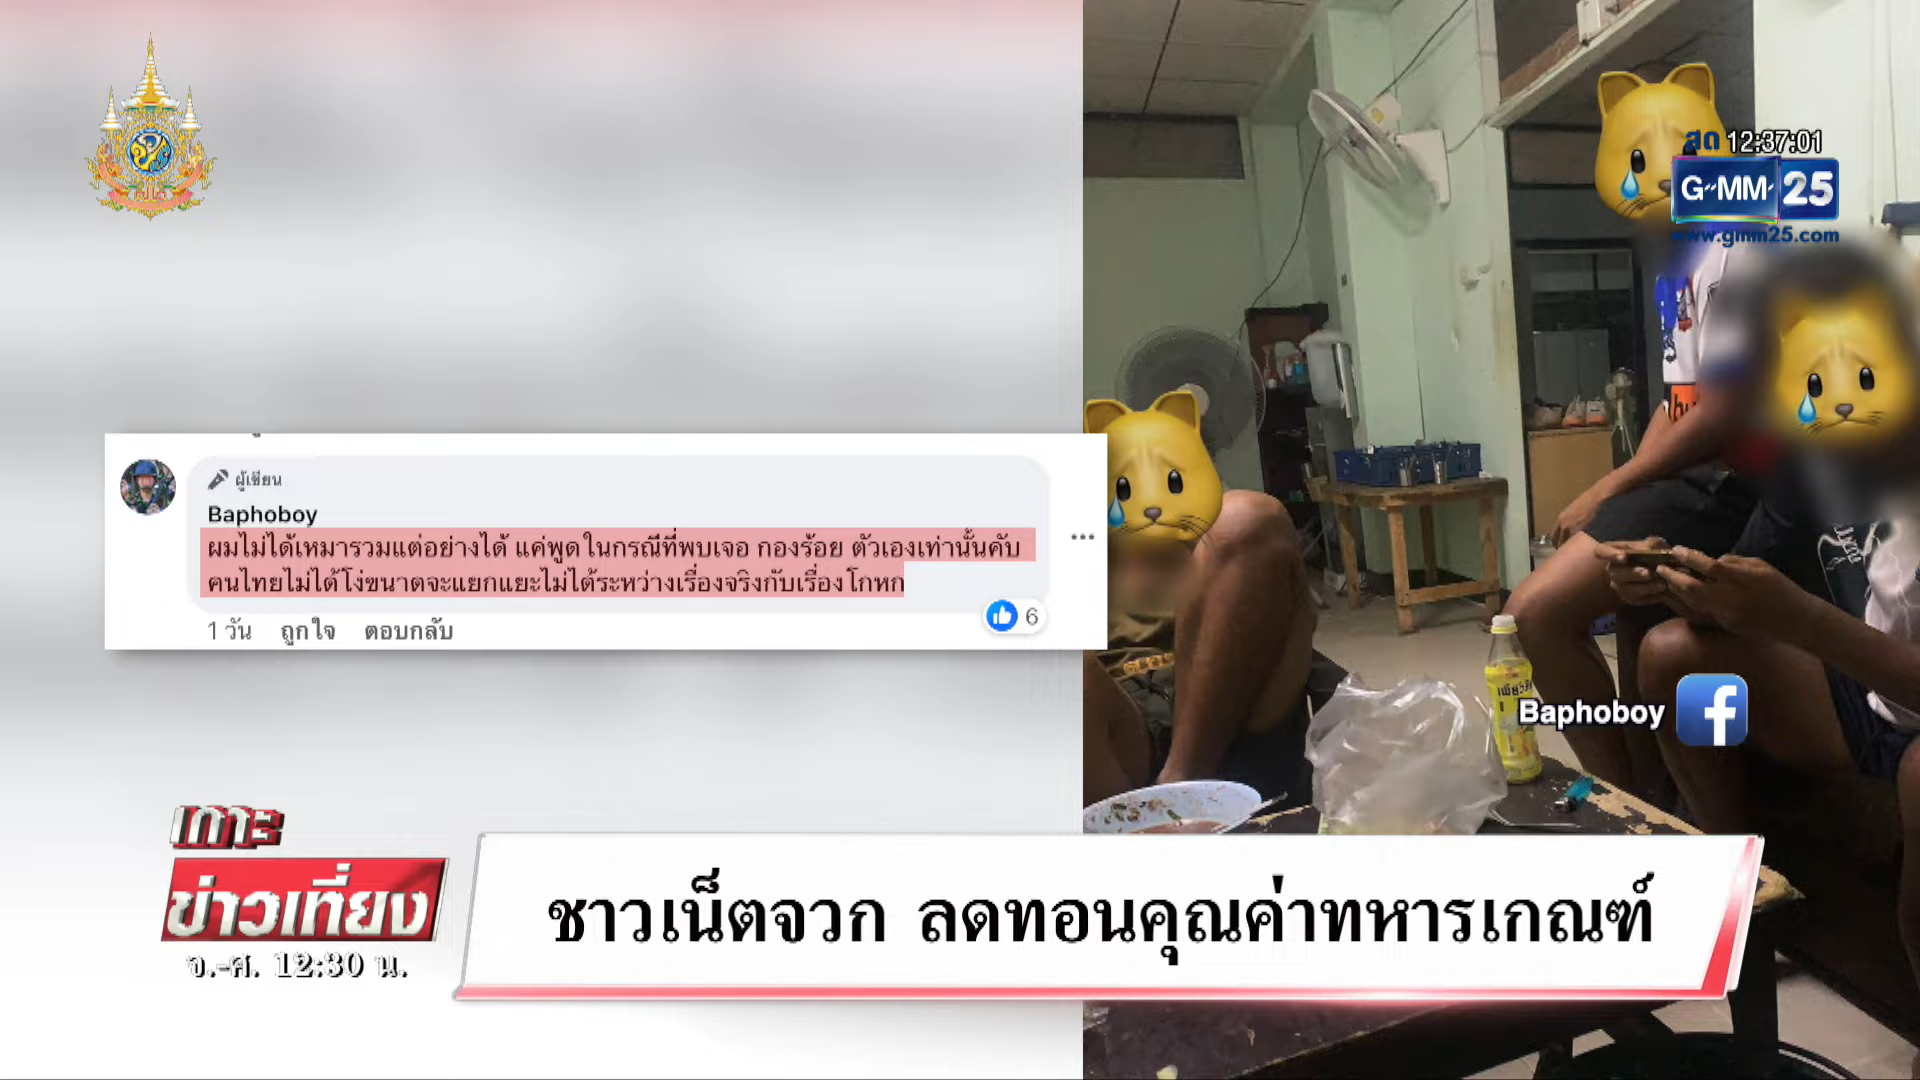 สด 12:37:01
GMM 25
www.gmm25.com
ผู้เขียน
Baphoboy
ผมไม่ได้เหมารวมแต่อย่างได้ แค่พูดในกรณีที่พบเจอ กองร้อย ตัวเองเท่านั้นคับ
คนไทยไม่ได้โง่ขนาดจะแยกแยะไม่ได้ระหว่างเรื่องจริงกับเรื่องโกหก
1 วัน ถูกใจ ตอบกลับ
6
Baphoboy
เกาะ
ข่าวเที่ยง
จ.-ศ. 12:30 น.
ชาวเน็ตจวก ลดทอนคุณค่าทหารเกณฑ์